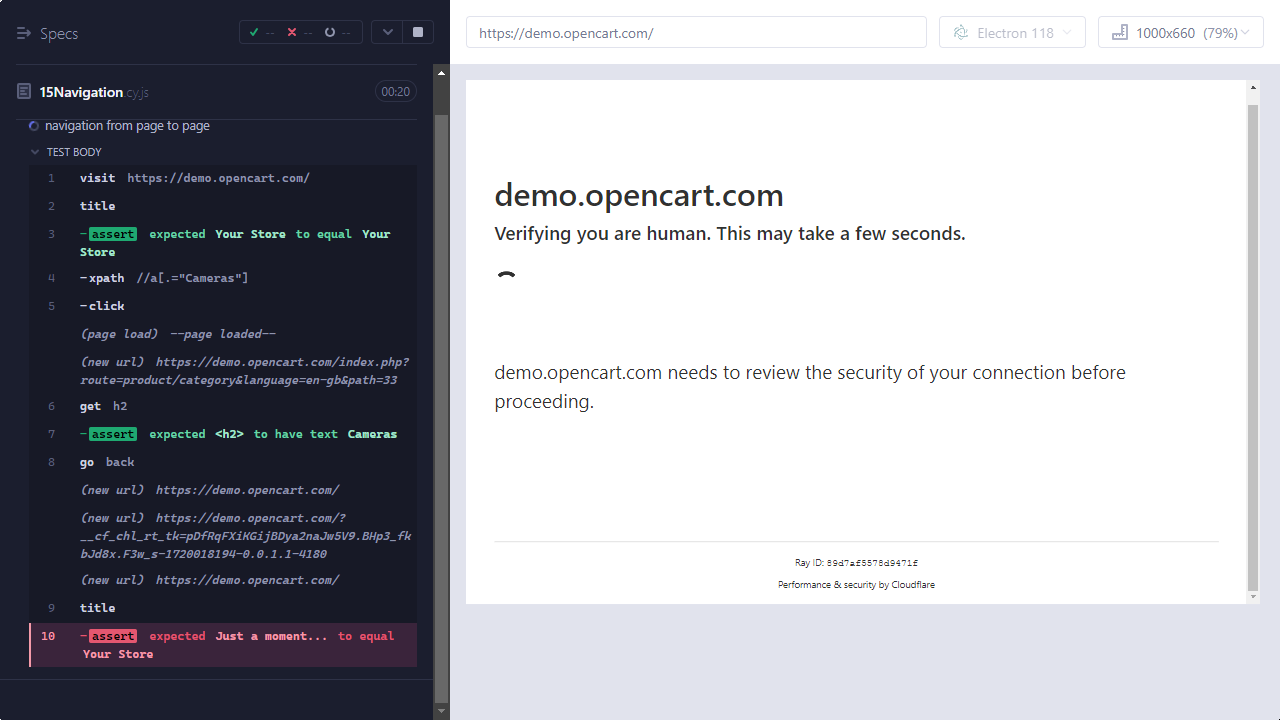 Specs
--
--
--
https://demo.opencart.com/
Electron 118
1000x660 (79%)
15Navigation.cy.js
00:20
navigation from page to page
TEST BODY
1 visit https://demo.opencart.com/
2 title
3 -assert expected Your Store to equal Your
Store
4 -xpath //a[.="Cameras"]
5 -click
(page load) --page loaded--
(new url) https://demo.opencart.com/index.php?
route=product/category&language=en-gb&path=33
6 get h2
7 -assert expected <h2> to have text Cameras
8 go back
(new url) https://demo.opencart.com/
(new url) https://demo.opencart.com/?
__cf_chl_rt_tk=pDfRqFXiKGijBDya2naJw5V9.BHp3_fk
bJd8x.F3w_s-1720018194-0.0.1.1-4180
(new url) https://demo.opencart.com/
9 title
10 -assert expected Just a moment... to equal
Your Store
demo.opencart.com
Verifying you are human. This may take a few seconds.
demo.opencart.com needs to review the security of your connection before
proceeding.
Ray ID: 89d7af5578d9471f
Performance & security by Cloudflare